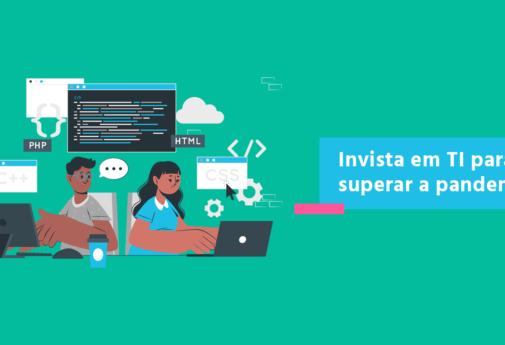 PHP
HTML
C++
CSS
Invista em TI para
superar a pandem